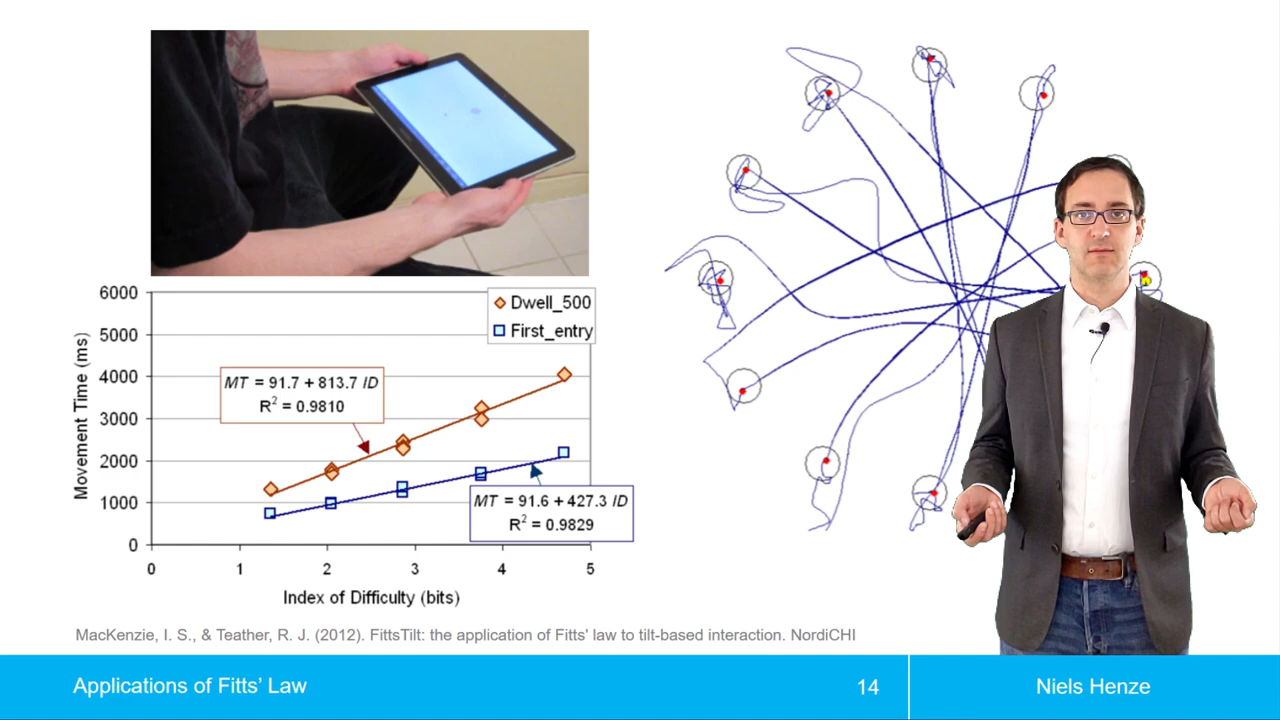 6000
5000
4000
3000
2000
1000
0
Movement Time (ms)
Dwell_500
First_entry
MT = 91.7 + 813.7 ID
R² = 0.9810
MT = 91.6 + 427.3 ID
R² = 0.9829
0 1 2 3 4 5
Index of Difficulty (bits)
MacKenzie, I. S., & Teather, R. J. (2012). FittsTilt: the application of Fitts' law to tilt-based interaction. NordiCHI
Applications of Fitts’ Law
14
Niels Henze